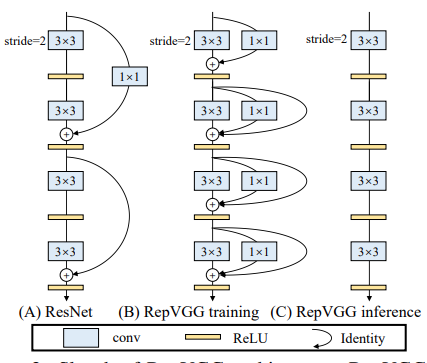 stride=2 3×3 stride=2 3×3 1×1 stride=2 3×3
1×1
3×3 3×3 1×1 3×3
3×3 3×3 1×1 3×3
3×3 3×3 1×1 3×3
(A) ResNet (B) RepVGG training (C) RepVGG inference
conv ReLU Identity